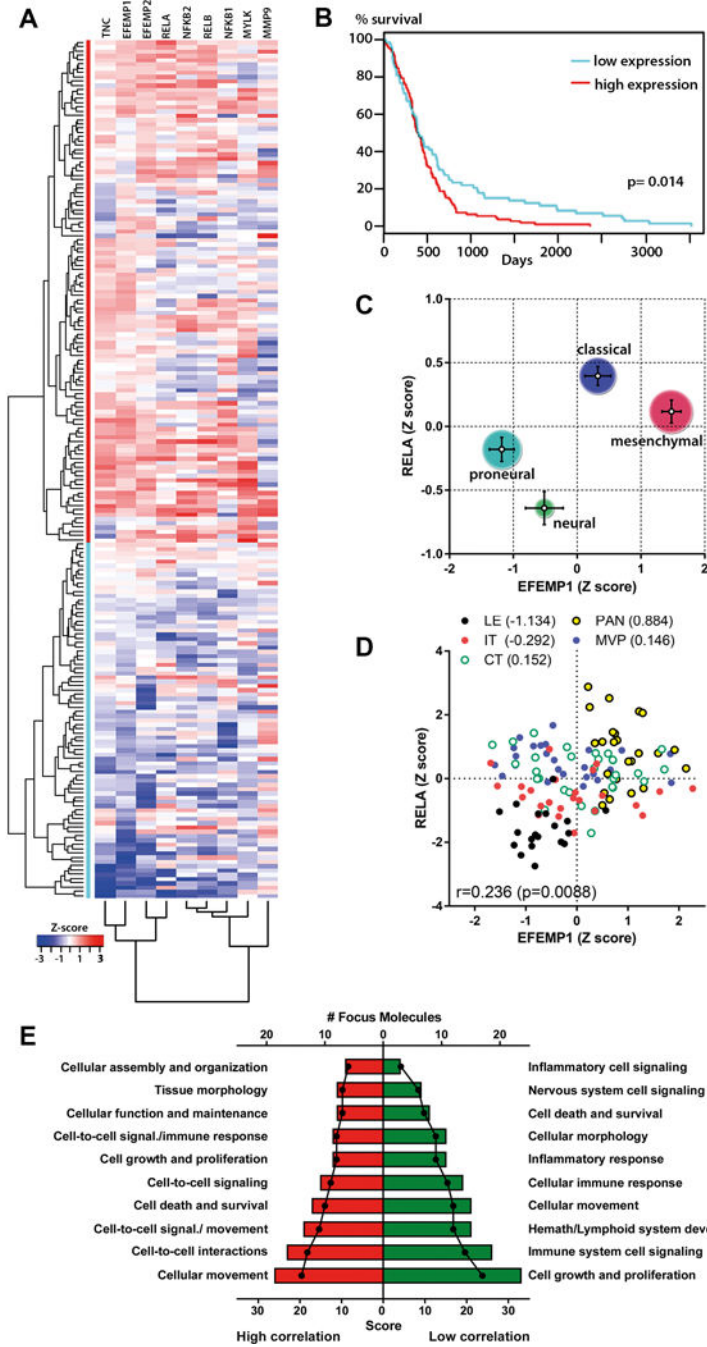 A
TNC
EFEMP1
EFEMP2
RELA
NFKB2
RELB
NFKB1
MYLK
MMP9
Z-score
-3 -1 1 3
B
% survival
100
80
60
40
20
0
low expression
high expression
p= 0.014
0 500 1000 2000 3000
Days
C
1.0
0.5
0.0
-0.5
-1.0
RELA (Z score)
classical
mesenchymal
proneural
neural
-2 -1 0 1 2
EFEMP1 (Z score)
D
LE (-1.134) PAN (0.884)
IT (-0.292) MVP (0.146)
CT (0.152)
4
2
0
-2
-4
RELA (Z score)
r=0.236 (p=0.0088)
-2 -1 0 1 2
EFEMP1 (Z score)
E
# Focus Molecules
20 10 0 10 20
Cellular assembly and organization Inflammatory cell signaling
Tissue morphology Nervous system cell signaling
Cellular function and maintenance Cell death and survival
Cell-to-cell signal./immune response Cellular morphology
Cell growth and proliferation Inflammatory response
Cell-to-cell signaling Cellular immune response
Cell death and survival Cellular movement
Cell-to-cell signal./ movement Hemath/Lymphoid system deve
Cell-to-cell interactions Immune system cell signaling
Cellular movement Cell growth and proliferation
30 20 10 0 10 20 30
Score
High correlation Low correlation